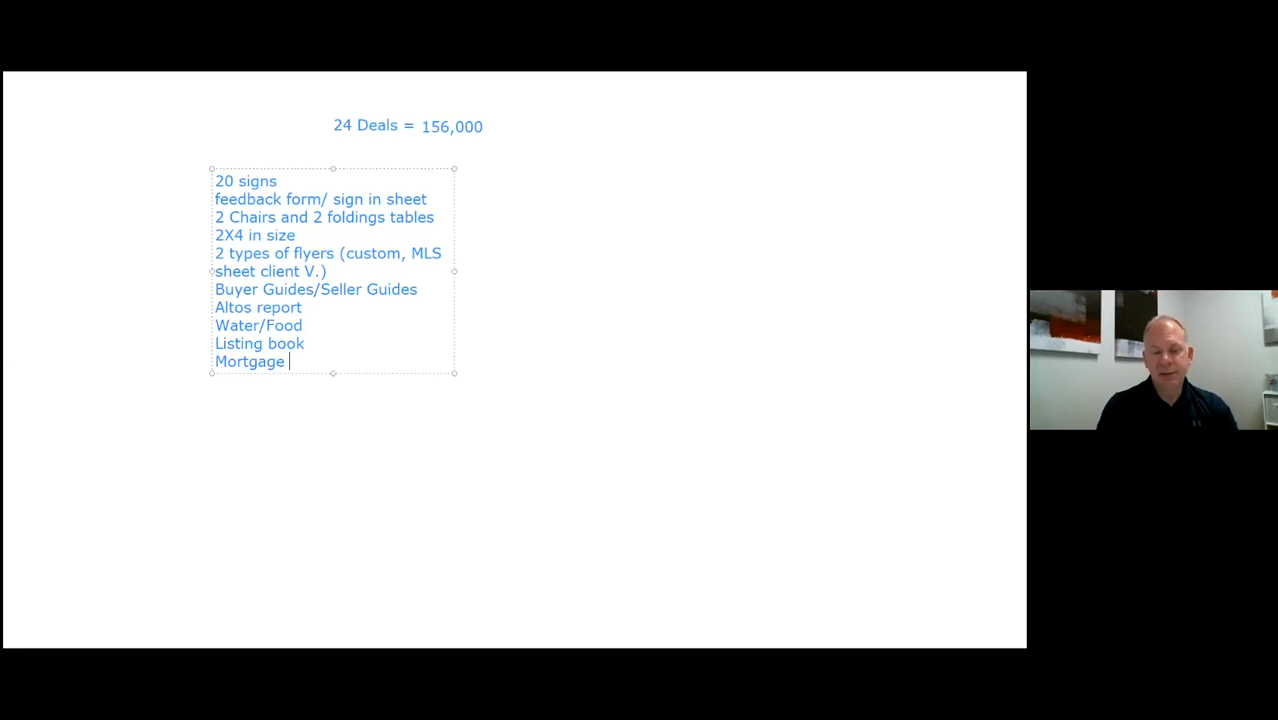 24 Deals = 156,000
20 signs
feedback form/ sign in sheet
2 Chairs and 2 foldings tables
2X4 in size
2 types of flyers (custom, MLS
sheet client V.)
Buyer Guides/Seller Guides
Altos report
Water/Food
Listing book
Mortgage